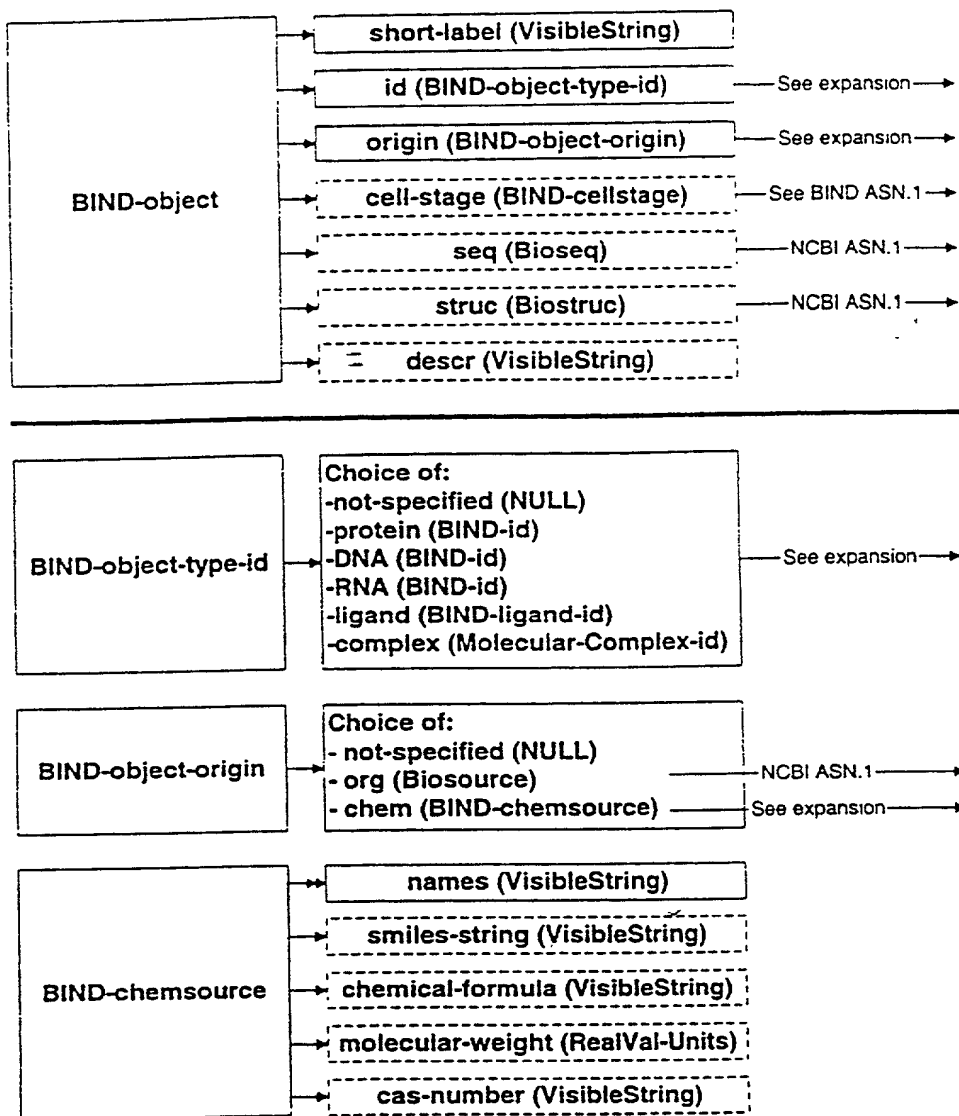 short-label (VisibleString)
id (BIND-object-type-id)
See expansion
origin (BIND-object-origin)
See expansion
BIND-object
cell-stage (BIND-cellstage)
See BIND ASN.1
seq (Bioseq)
NCBI ASN.1
struc (Biostruc)
NCBI ASN.1
descr (VisibleString)
BIND-object-type-id
Choice of:
-not-specified (NULL)
-protein (BIND-id)
-DNA (BIND-id)
-RNA (BIND-id)
-ligand (BIND-ligand-id)
-complex (Molecular-Complex-id)
See expansion
BIND-object-origin
Choice of:
- not-specified (NULL)
- org (Biosource)
NCBI ASN.1
- chem (BIND-chemsource)
See expansion
BIND-chemsource
names (VisibleString)
smiles-string (VisibleString)
chemical-formula (VisibleString)
molecular-weight (RealVal-Units)
cas-number (VisibleString)